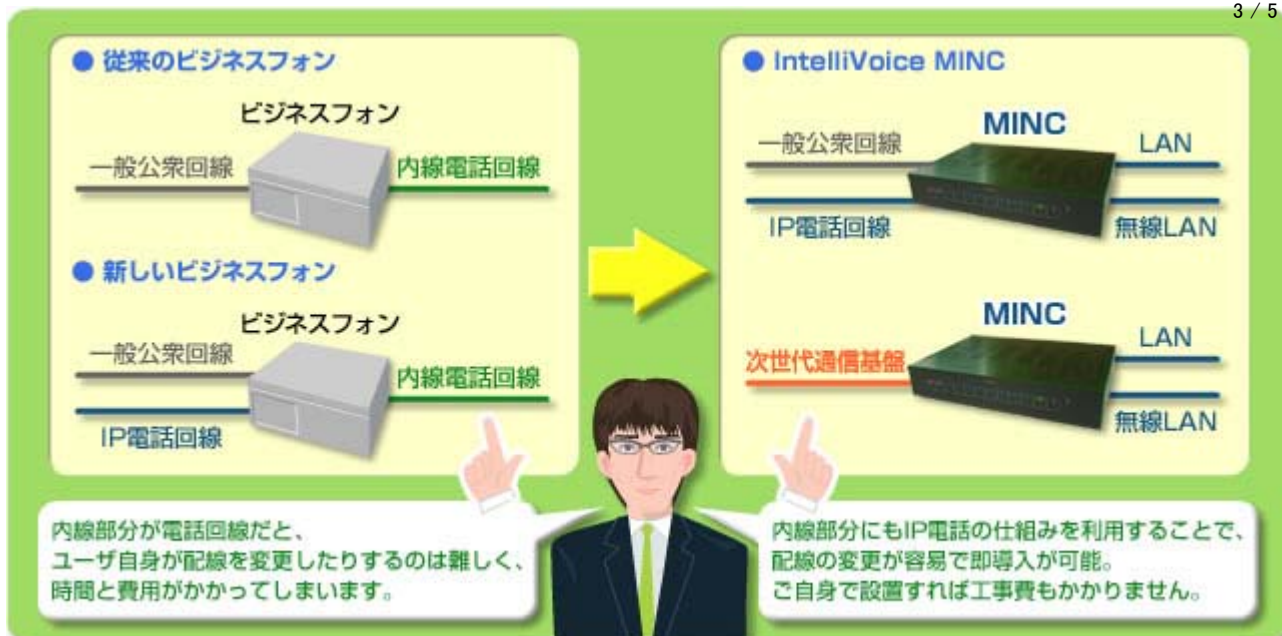 3 / 5
● 従来のビジネスフォン
ビジネスフォン
一般公衆回線
内線電話回線
● 新しいビジネスフォン
ビジネスフォン
一般公衆回線
内線電話回線
IP電話回線
● IntelliVoice MINC
MINC
一般公衆回線
LAN
IP電話回線
無線LAN
MINC
LAN
次世代通信基盤
無線LAN
内線部分が電話回線だと、
ユーザ自身が配線を変更したりするのは難しく、
時間と費用がかかってしまいます。
内線部分にもIP電話の仕組みを利用することで、
配線の変更が容易で即導入が可能。
ご自身で設置すれば工事費もかかりません。